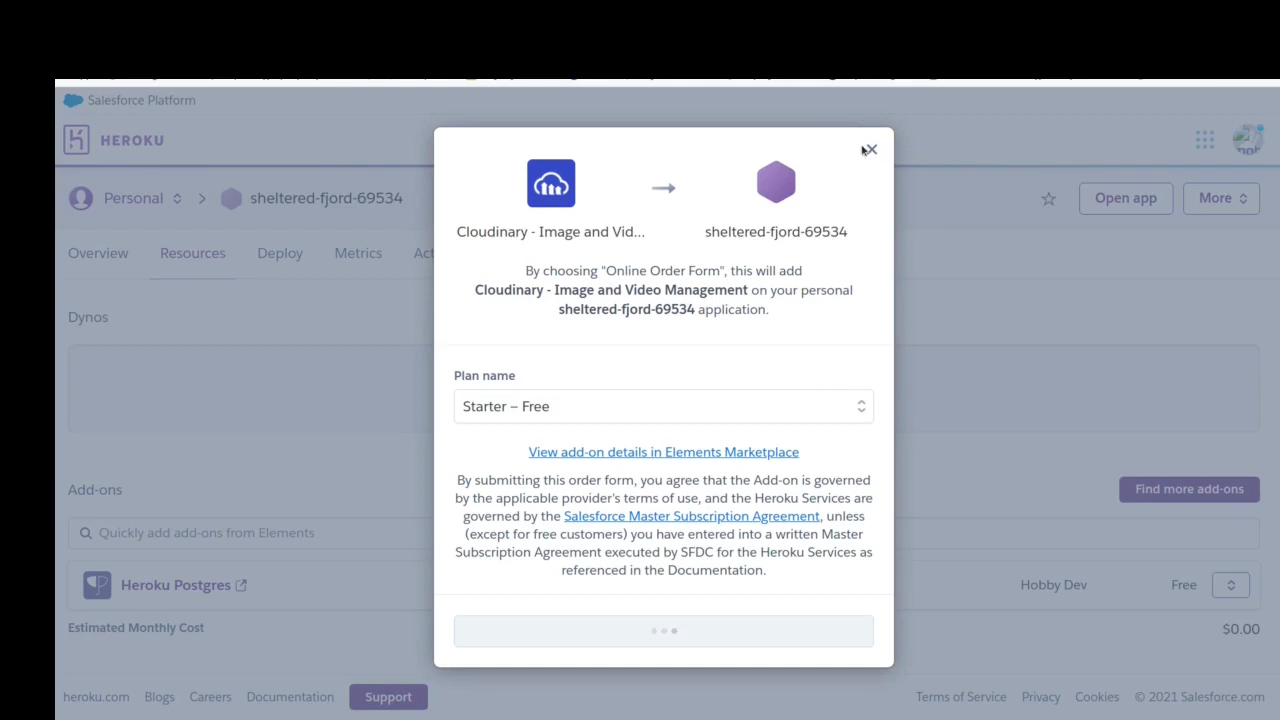 Salesforce Platform
HEROKU
Personal
sheltered-fjord-69534
Open app
More
Overview
Resources
Deploy
Metrics
Act
Dynos
Add-ons
Find more add-ons
Quickly add add-ons from Elements
Heroku Postgres
Hobby Dev
Free
Estimated Monthly Cost
$0.00
Cloudinary - Image and Vid...
sheltered-fjord-69534
By choosing "Online Order Form", this will add
Cloudinary - Image and Video Management on your personal
sheltered-fjord-69534 application.
Plan name
Starter – Free
View add-on details in Elements Marketplace
By submitting this order form, you agree that the Add-on is governed
by the applicable provider's terms of use, and the Heroku Services are
governed by the Salesforce Master Subscription Agreement, unless
(except for free customers) you have entered into a written Master
Subscription Agreement executed by SFDC for the Heroku Services as
referenced in the Documentation.
heroku.com
Blogs
Careers
Documentation
Support
Terms of Service
Privacy
Cookies
© 2021 Salesforce.com